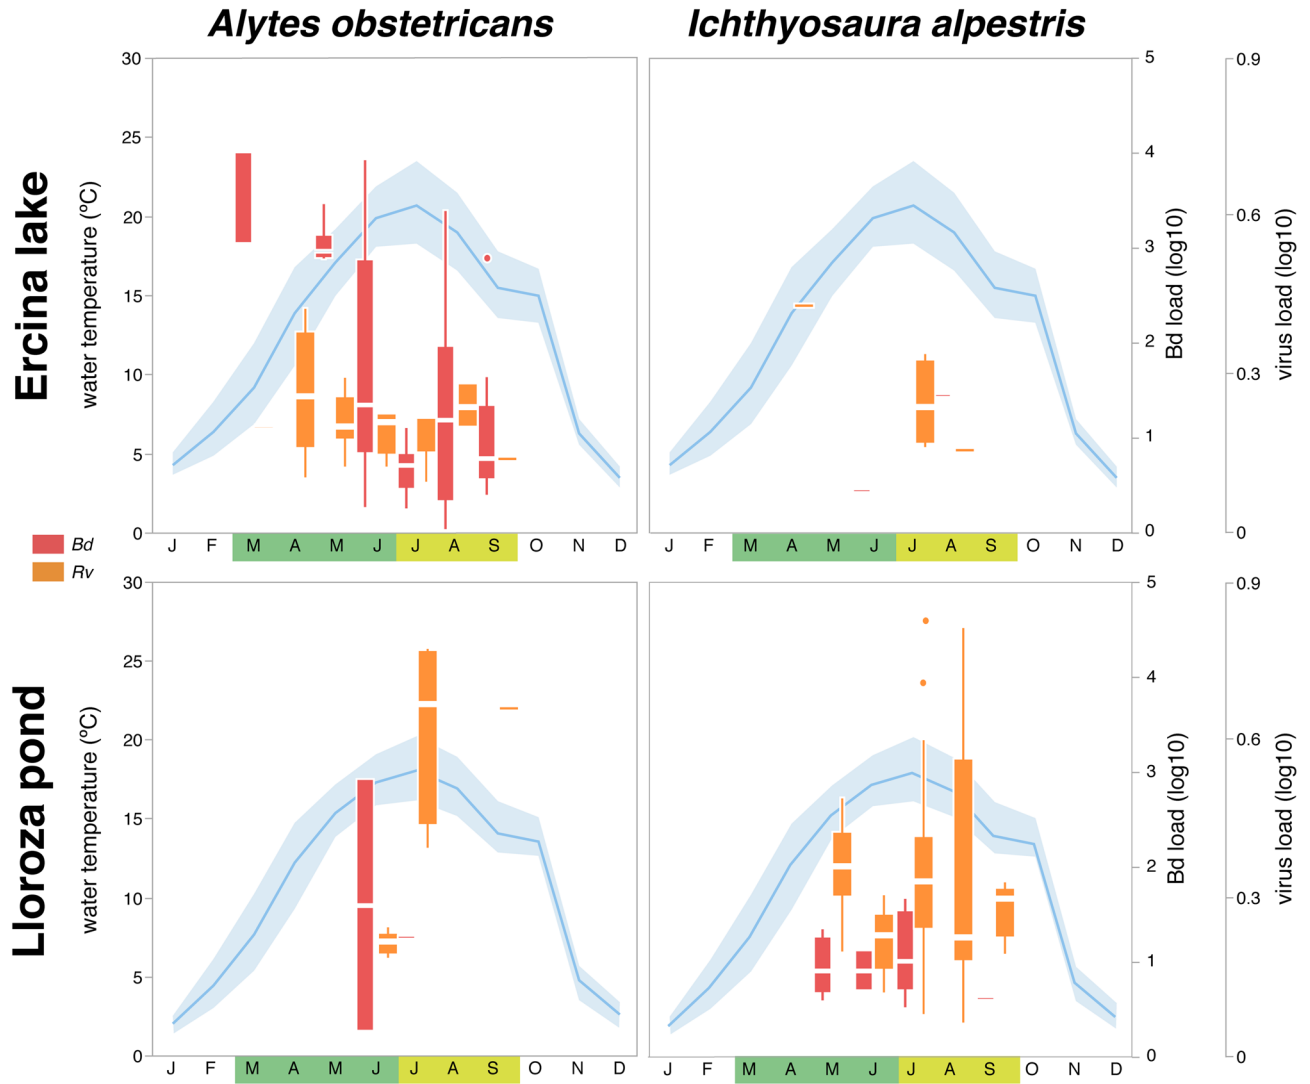 Alytes obstetricans
Ichthyosaura alpestris
Ercina lake
water temperature (ºC)
30
25
20
15
10
5
0
J F M A M J J A S O N D
J F M A M J J A S O N D
5
4
3
2
1
0
Bd load (log10)
0.9
0.6
0.3
0
virus load (log10)
Bd
Rv
Lloroza pond
water temperature (ºC)
30
25
20
15
10
5
0
J F M A M J J A S O N D
J F M A M J J A S O N D
5
4
3
2
1
0
Bd load (log10)
0.9
0.6
0.3
0
virus load (log10)